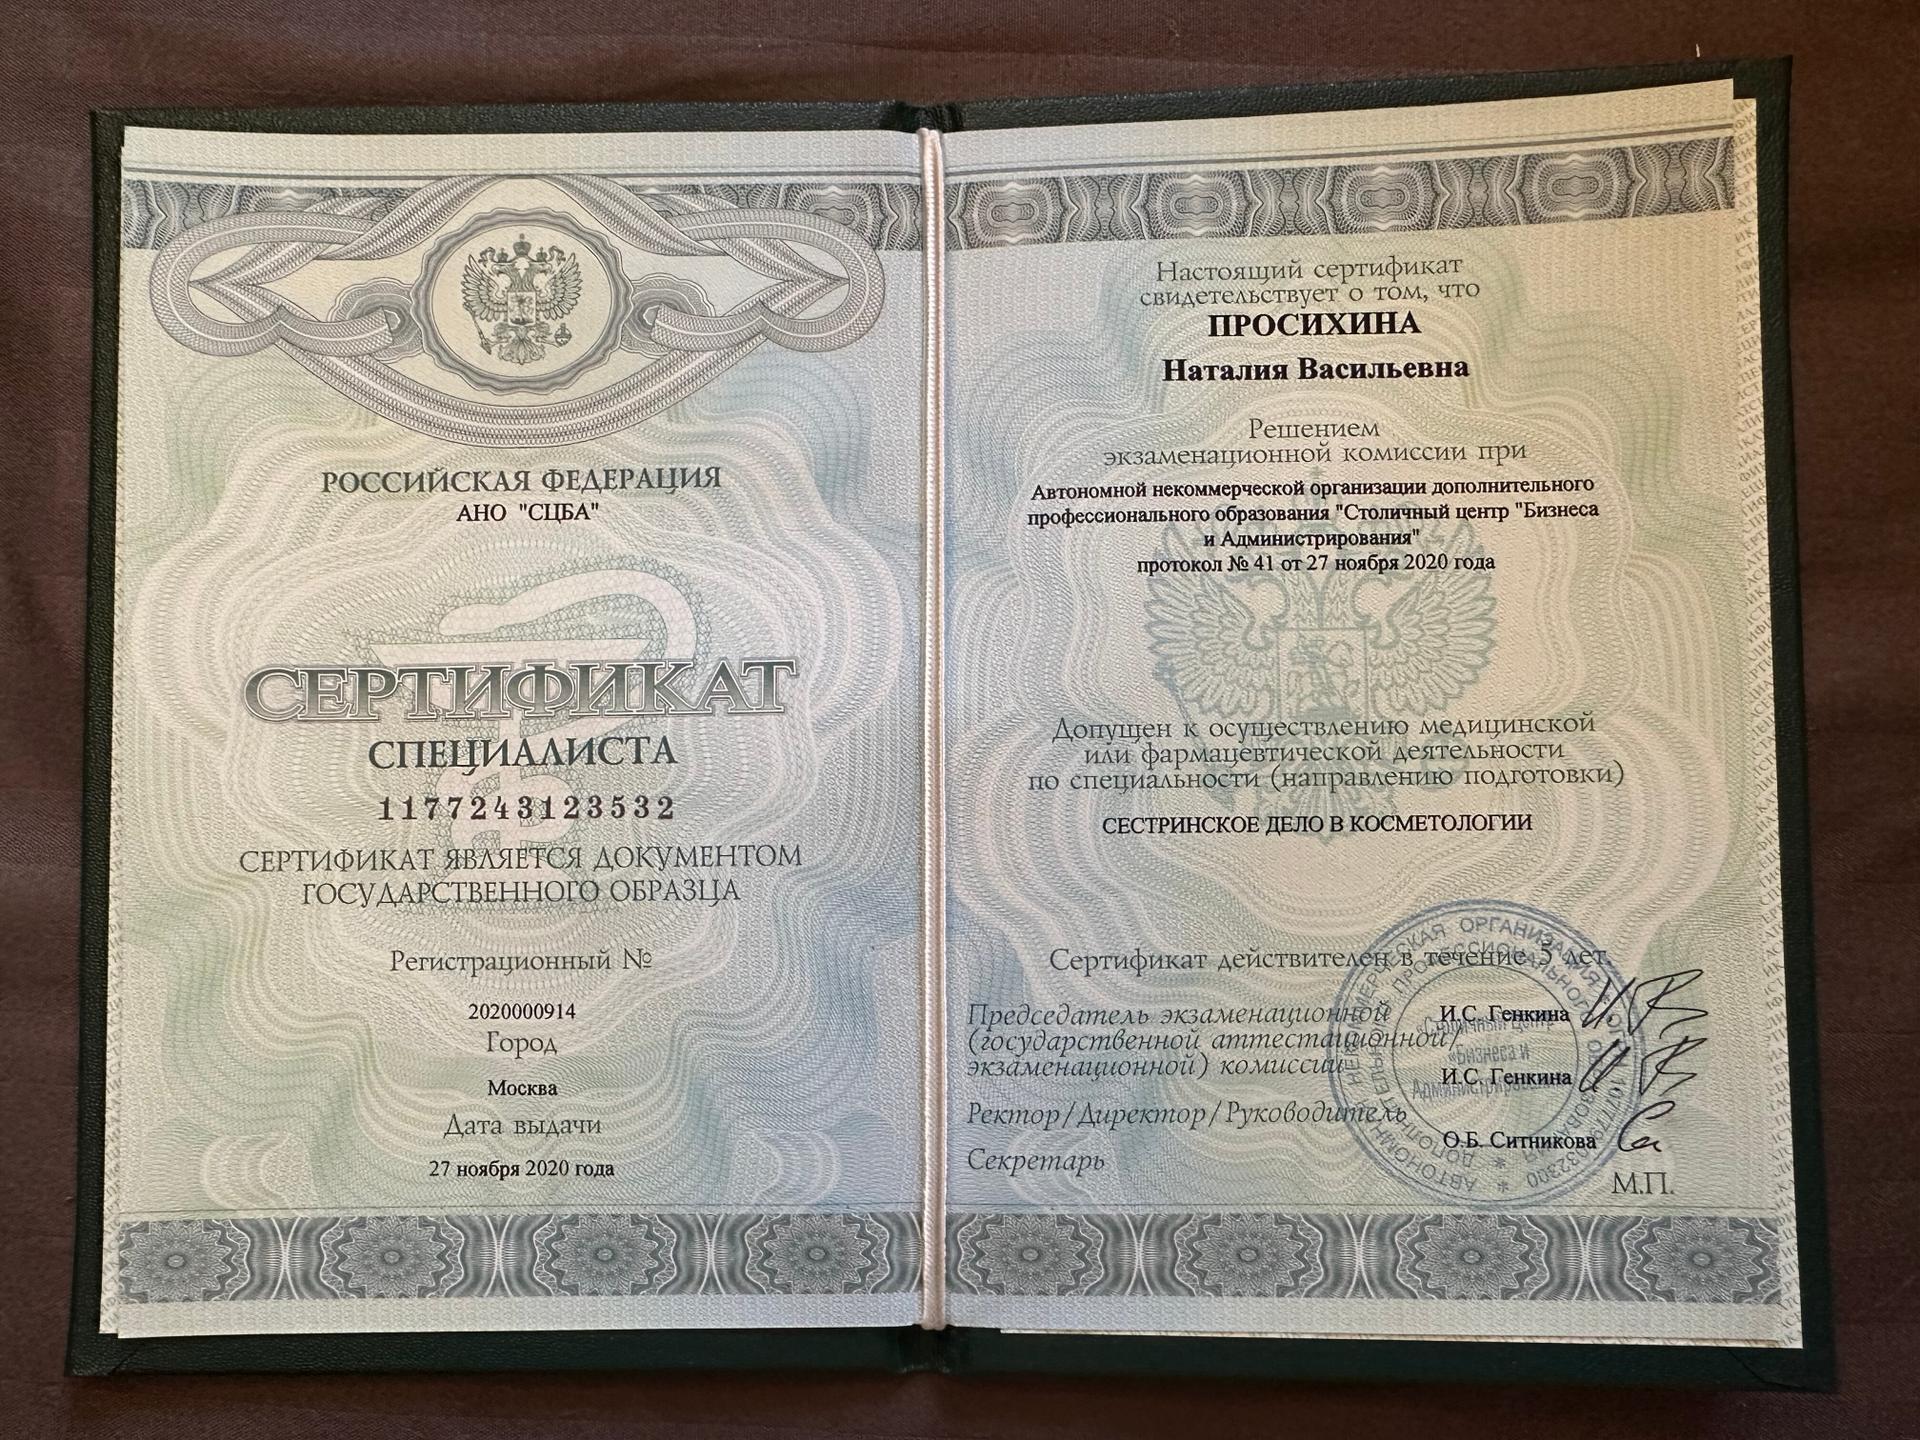 РОССИЙСКАЯ ФЕДЕРАЦИЯ
АНО "СЦБА"
СЕРТИФИКАТ
СПЕЦИАЛИСТА
1177243123532
СЕРТИФИКАТ ЯВЛЯЕТСЯ ДОКУМЕНТОМ
ГОСУДАРСТВЕННОГО ОБРАЗЦА
Регистрационный №
2020000914
Город
Москва
Дата выдачи
27 ноября 2020 года
Настоящий сертификат
свидетельствует о том, что
ПРОСИХИНА
Наталия Васильевна
Решением
экзаменационной комиссии при
Автономной некоммерческой организации дополнительного
профессионального образования "Столичный центр "Бизнеса
и Администрирования"
протокол № 41 от 27 ноября 2020 года
Допущен к осуществлению медицинской
или фармацевтической деятельности
по специальности (направлению подготовки)
СЕСТРИНСКОЕ ДЕЛО В КОСМЕТОЛОГИИ
Сертификат действителен в течение 5 лет.
Председатель экзаменационной
(государственной аттестационной/
экзаменационной) комиссии
И.С. Генкина
И.С. Генкина
Ректор/Директор/Руководитель
О.Б. Ситникова
Секретарь
М.П.
«Столичный центр
«Бизнеса и
Администрирования»